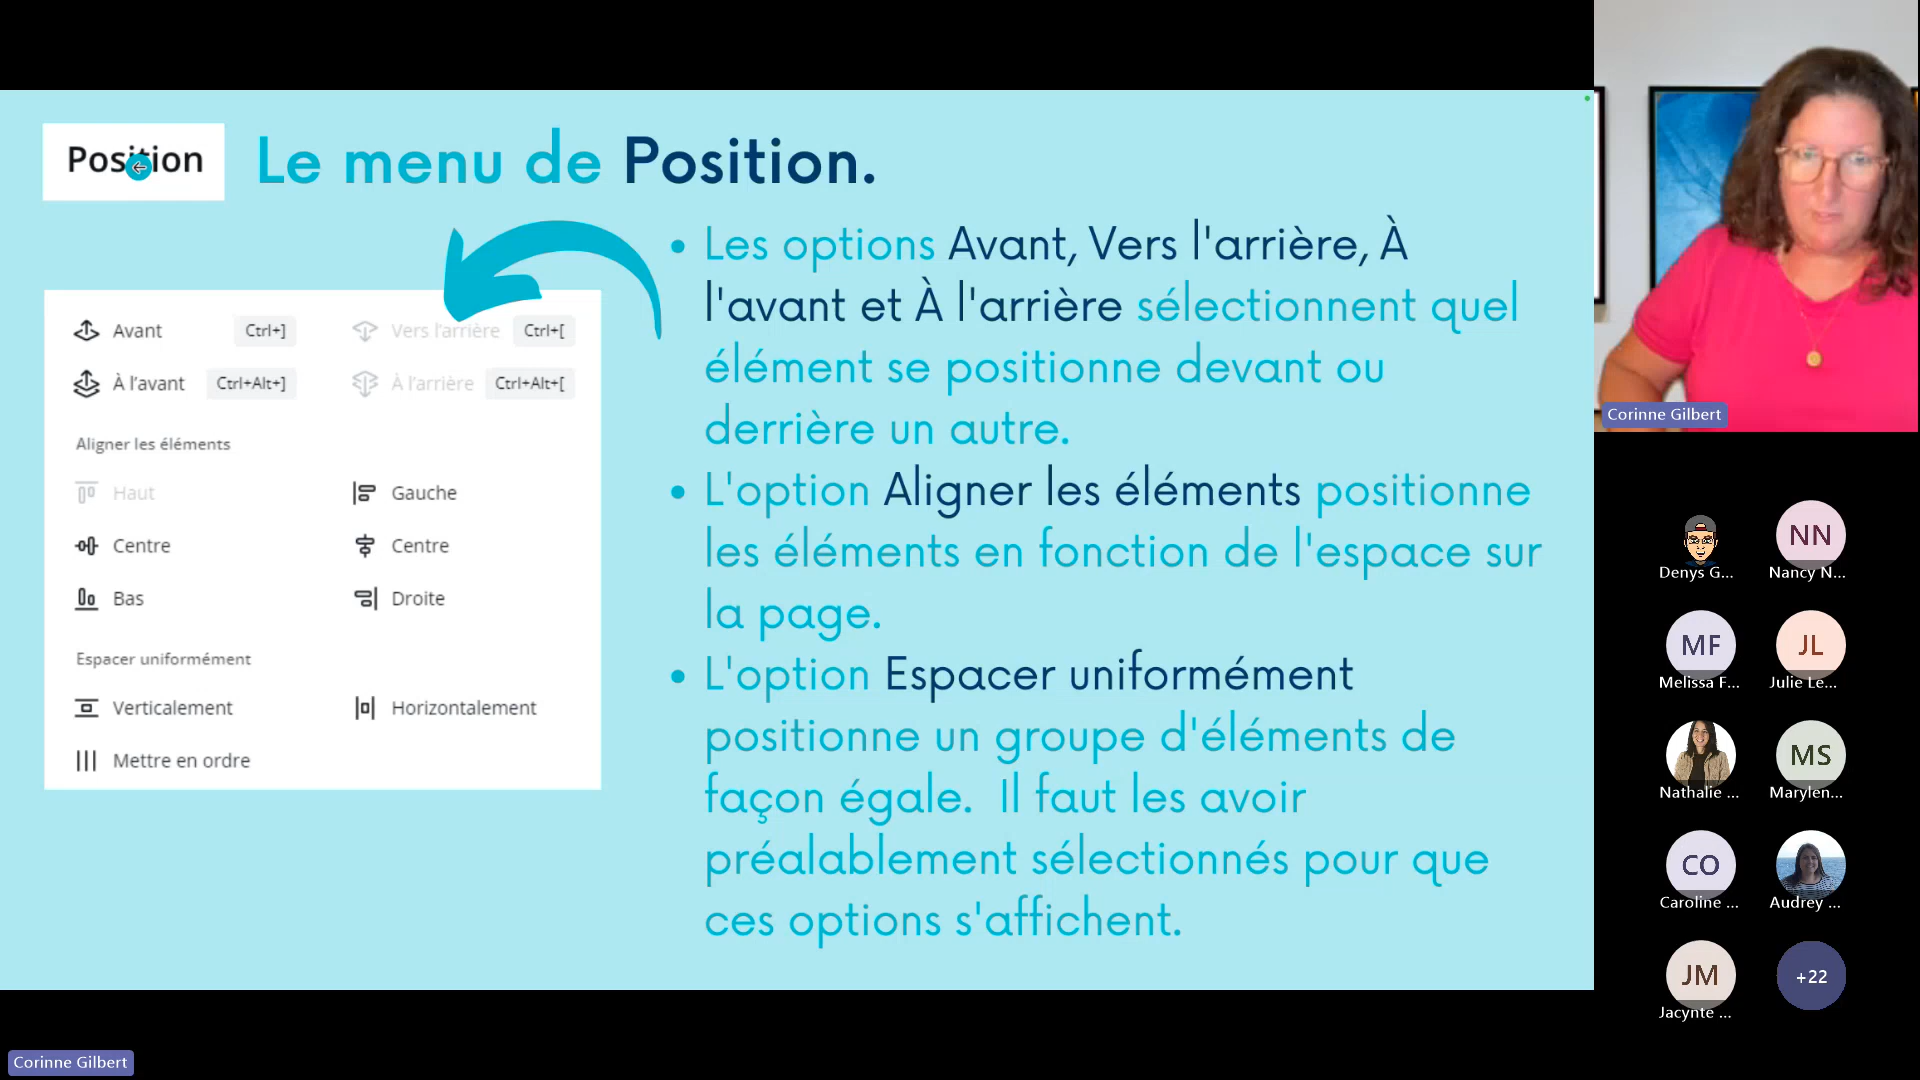 Position
Le menu de Position.
Avant Ctrl+] Vers l'arrière Ctrl+[
À l'avant Ctrl+Alt+] À l'arrière Ctrl+Alt+[
Aligner les éléments
Haut Gauche
Centre Centre
Bas Droite
Espacer uniformément
Verticalement Horizontalement
Mettre en ordre
• Les options Avant, Vers l'arrière, À
l'avant et À l'arrière sélectionnent quel
élément se positionne devant ou
derrière un autre.
• L'option Aligner les éléments positionne
les éléments en fonction de l'espace sur
la page.
• L'option Espacer uniformément
positionne un groupe d'éléments de
façon égale. Il faut les avoir
préalablement sélectionnés pour que
ces options s'affichent.
Corinne Gilbert
Denys G...
NN
Nancy N...
MF
Melissa F...
JL
Julie Le...
Nathalie ...
MS
Marylen...
CO
Caroline ...
Audrey ...
JM
Jacynte ...
+22
Corinne Gilbert